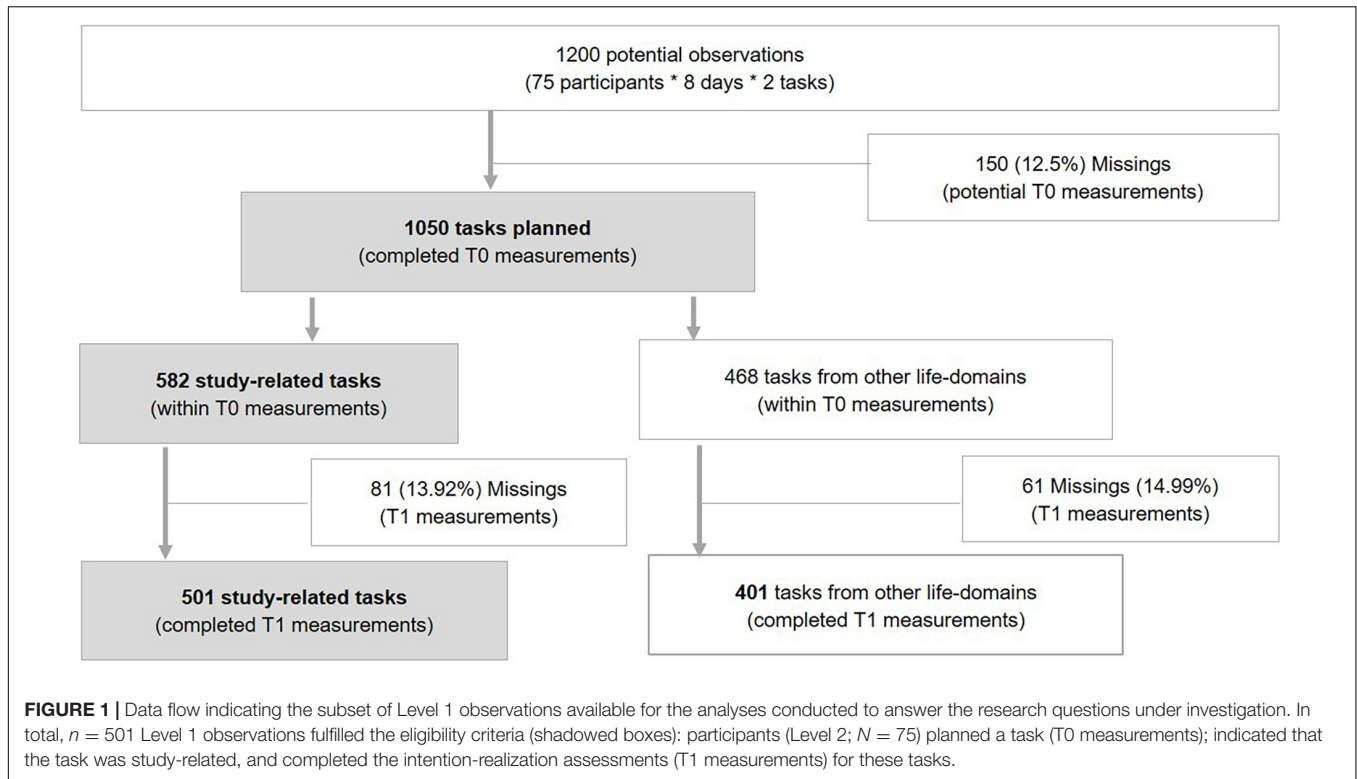 1200 potential observations
(75 participants * 8 days * 2 tasks)
150 (12.5%) Missings
(potential T0 measurements)
1050 tasks planned
(completed T0 measurements)
582 study-related tasks
(within T0 measurements)
468 tasks from other life-domains
(within T0 measurements)
81 (13.92%) Missings
(T1 measurements)
61 Missings (14.99%)
(T1 measurements)
501 study-related tasks
(completed T1 measurements)
401 tasks from other life-domains
(completed T1 measurements)
FIGURE 1 | Data flow indicating the subset of Level 1 observations available for the analyses conducted to answer the research questions under investigation. In
total, n = 501 Level 1 observations fulfilled the eligibility criteria (shadowed boxes): participants (Level 2; N = 75) planned a task (T0 measurements); indicated that
the task was study-related, and completed the intention-realization assessments (T1 measurements) for these tasks.